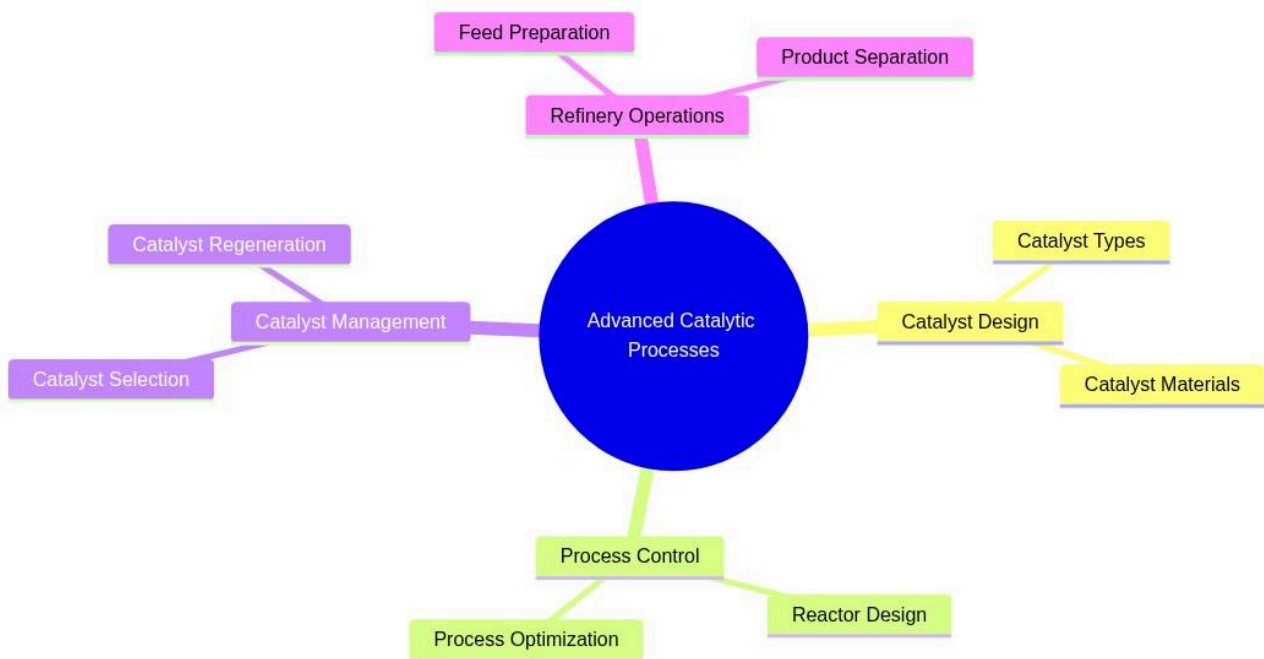 Feed Preparation
Product Separation
Refinery Operations
Catalyst Regeneration
Catalyst Types
Catalyst Management
Advanced Catalytic
Processes
Catalyst Design
Catalyst Selection
Catalyst Materials
Process Control
Reactor Design
Process Optimization